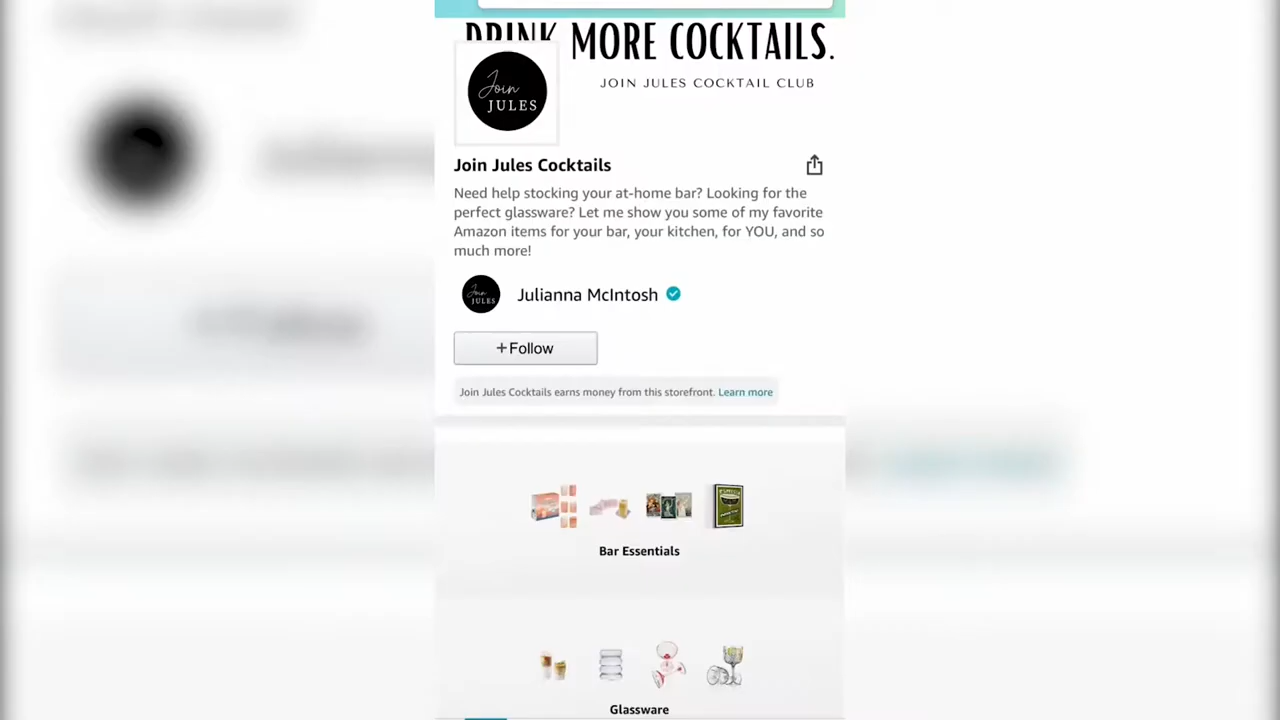 DRINK MORE COCKTAILS.
JOIN JULES COCKTAIL CLUB
Join
JULES
Join Jules Cocktails
Need help stocking your at-home bar? Looking for the
perfect glassware? Let me show you some of my favorite
Amazon items for your bar, your kitchen, for YOU, and so
much more!
Join
JULES
Julianna McIntosh
+Follow
Join Jules Cocktails earns money from this storefront. Learn more
Bar Essentials
Glassware